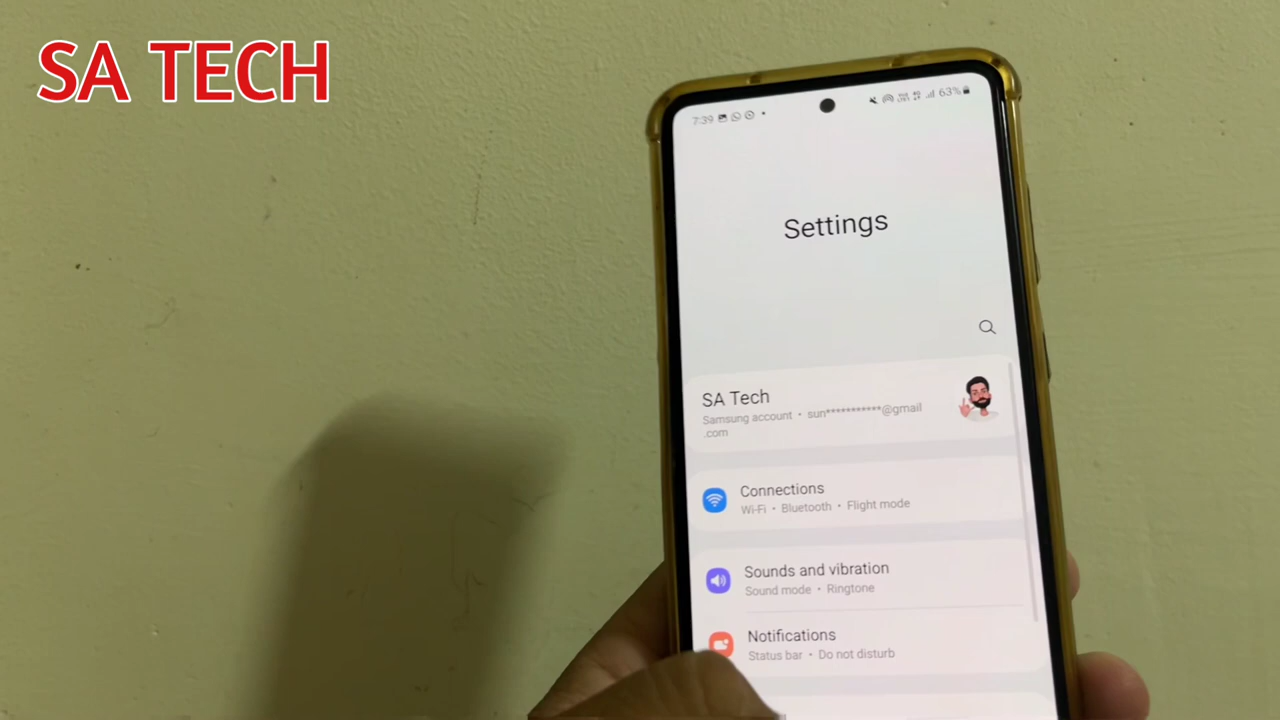 SA TECH
7:39
63%
Settings
SA Tech
Samsung account • sun***********@gmail
.com
Connections
Wi-Fi • Bluetooth • Flight mode
Sounds and vibration
Sound mode • Ringtone
Notifications
Status bar • Do not disturb